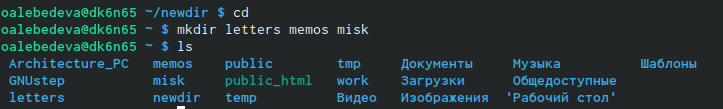 oalebedeva@dk6n65 ~/newdir $ cd
oalebedeva@dk6n65 ~ $ mkdir letters memos misk
oalebedeva@dk6n65 ~ $ ls
Architecture_PC memos public tmp Документы Музыка Шаблоны
GNUstep misk public_html work Загрузки Общедоступные
letters newdir temp Видео Изображения 'Рабочий стол'